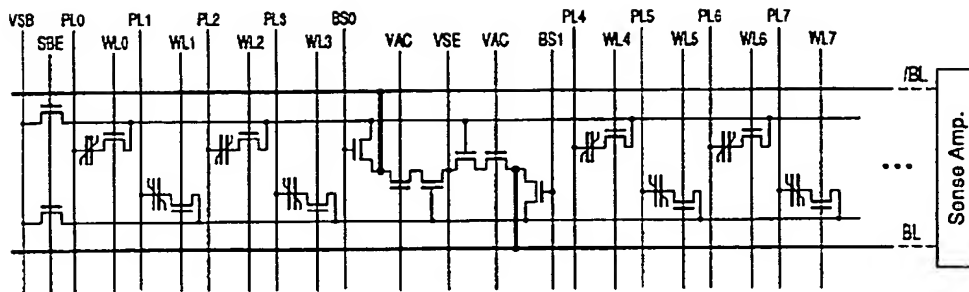 VSB PL0 PL1 PL2 PL3 BS0 PL4 PL5 PL6 PL7
SBE WL0 WL1 WL2 WL3 VAC VSE VAC BS1 WL4 WL5 WL6 WL7
/BL
BL
Sonse Amp.